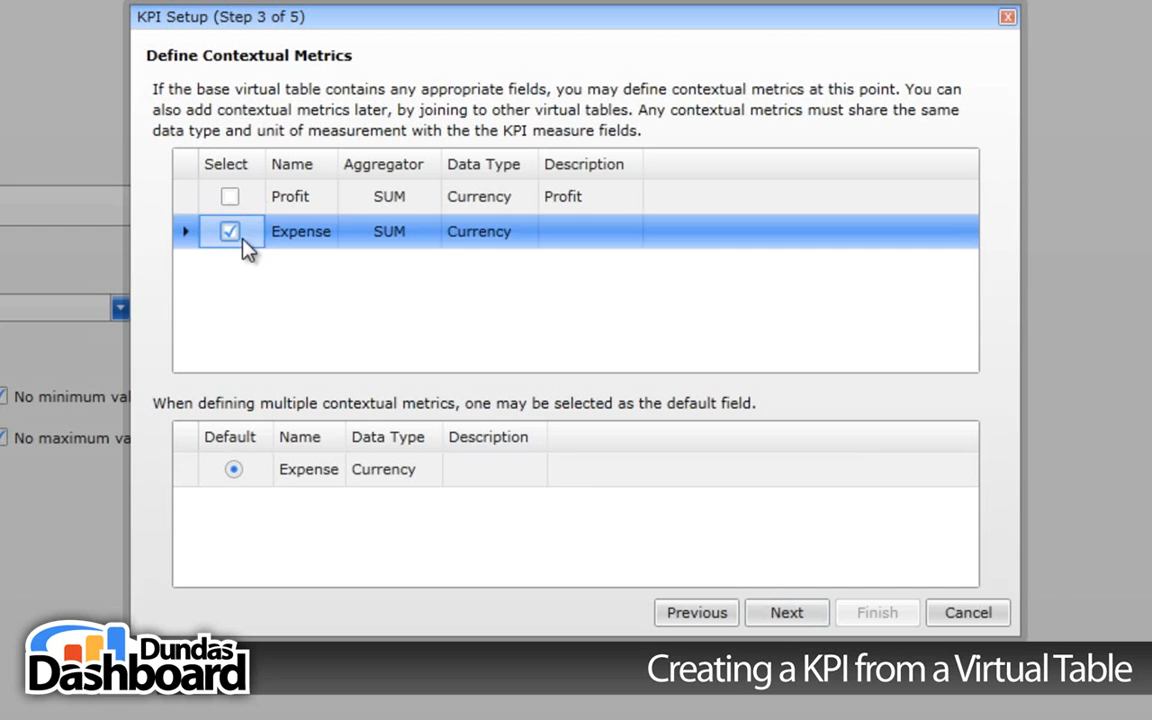 KPI Setup (Step 3 of 5)
Define Contextual Metrics
If the base virtual table contains any appropriate fields, you may define contextual metrics at this point. You can
also add contextual metrics later, by joining to other virtual tables. Any contextual metrics must share the same
data type and unit of measurement with the the KPI measure fields.
Select Name Aggregator Data Type Description
Profit SUM Currency Profit
Expense SUM Currency
No minimum val
No maximum va
When defining multiple contextual metrics, one may be selected as the default field.
Default Name Data Type Description
Expense Currency
Previous Next Finish Cancel
Dundas
Dashboard
Creating a KPI from a Virtual Table